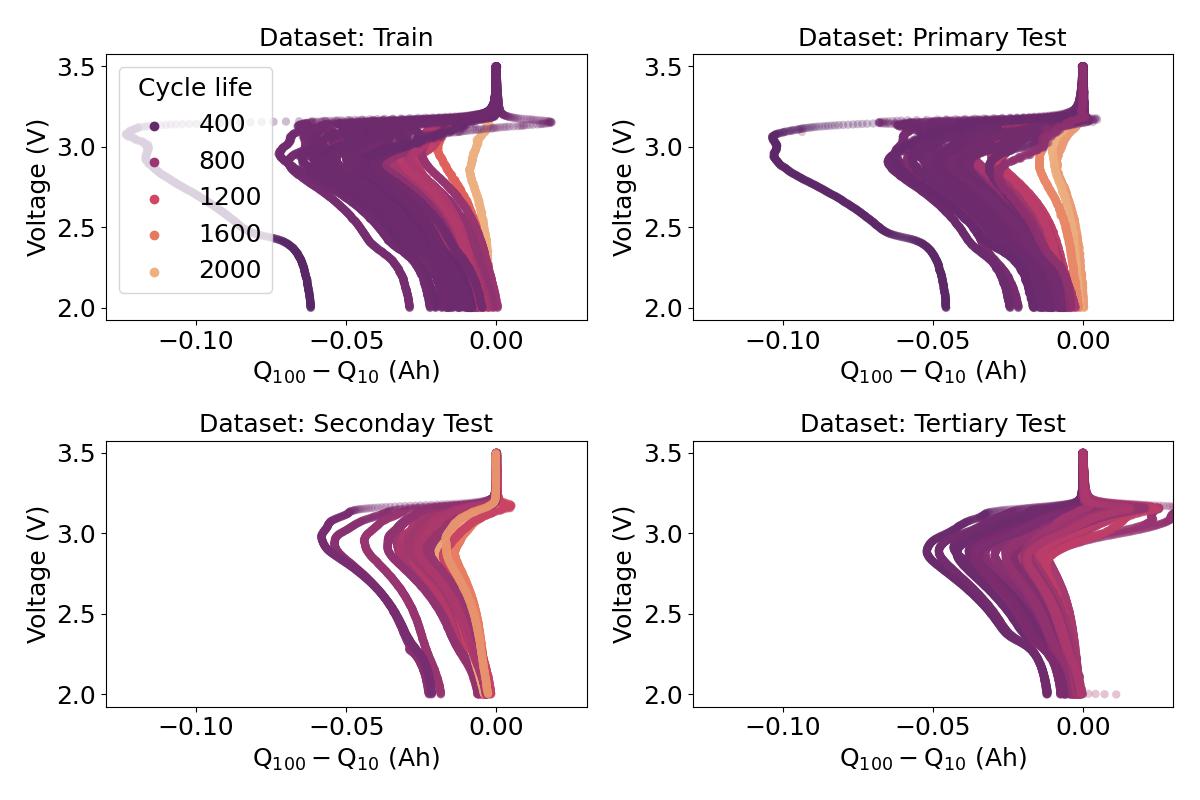 Dataset: Train
3.5
3.0
2.5
2.0
Voltage (V)
Cycle life
400
800
1200
1600
2000
−0.10
−0.05
0.00
Q100 − Q10 (Ah)
Dataset: Primary Test
3.5
3.0
2.5
2.0
Voltage (V)
−0.10
−0.05
0.00
Q100 − Q10 (Ah)
Dataset: Seconday Test
3.5
3.0
2.5
2.0
Voltage (V)
−0.10
−0.05
0.00
Q100 − Q10 (Ah)
Dataset: Tertiary Test
3.5
3.0
2.5
2.0
Voltage (V)
−0.10
−0.05
0.00
Q100 − Q10 (Ah)